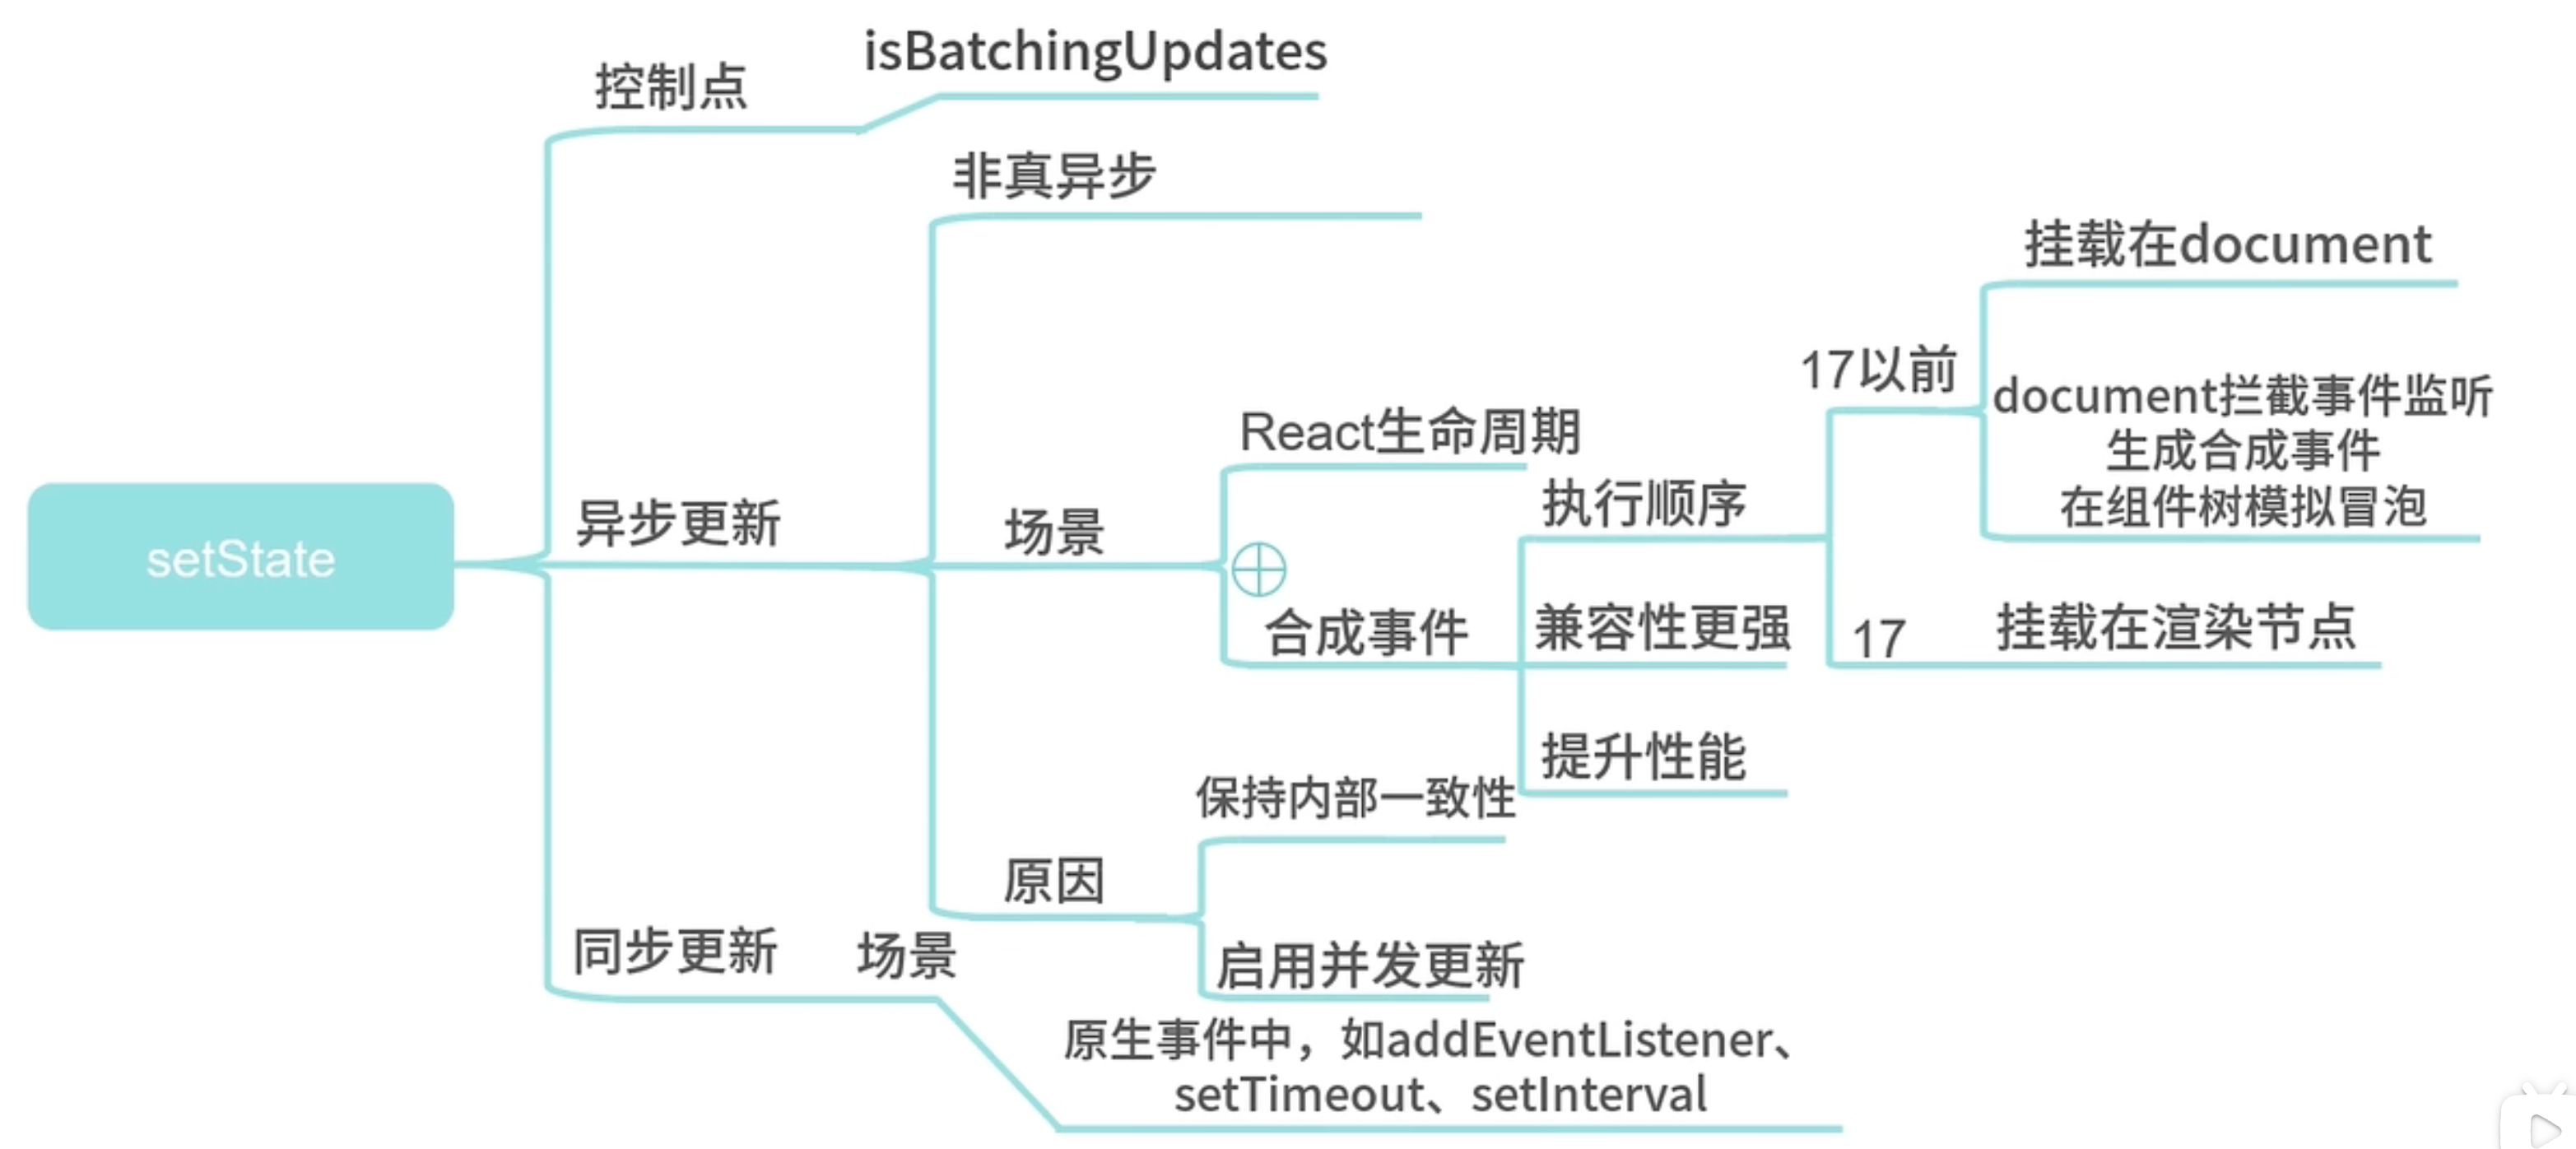 setState
控制点
isBatchingUpdates
异步更新
非真异步
场景
React生命周期
合成事件
执行顺序
17以前
挂载在document
document拦截事件监听
生成合成事件
在组件树模拟冒泡
17
挂载在渲染节点
兼容性更强
提升性能
原因
保持内部一致性
启用并发更新
同步更新
场景
原生事件中，如addEventListener、
setTimeout、setInterval